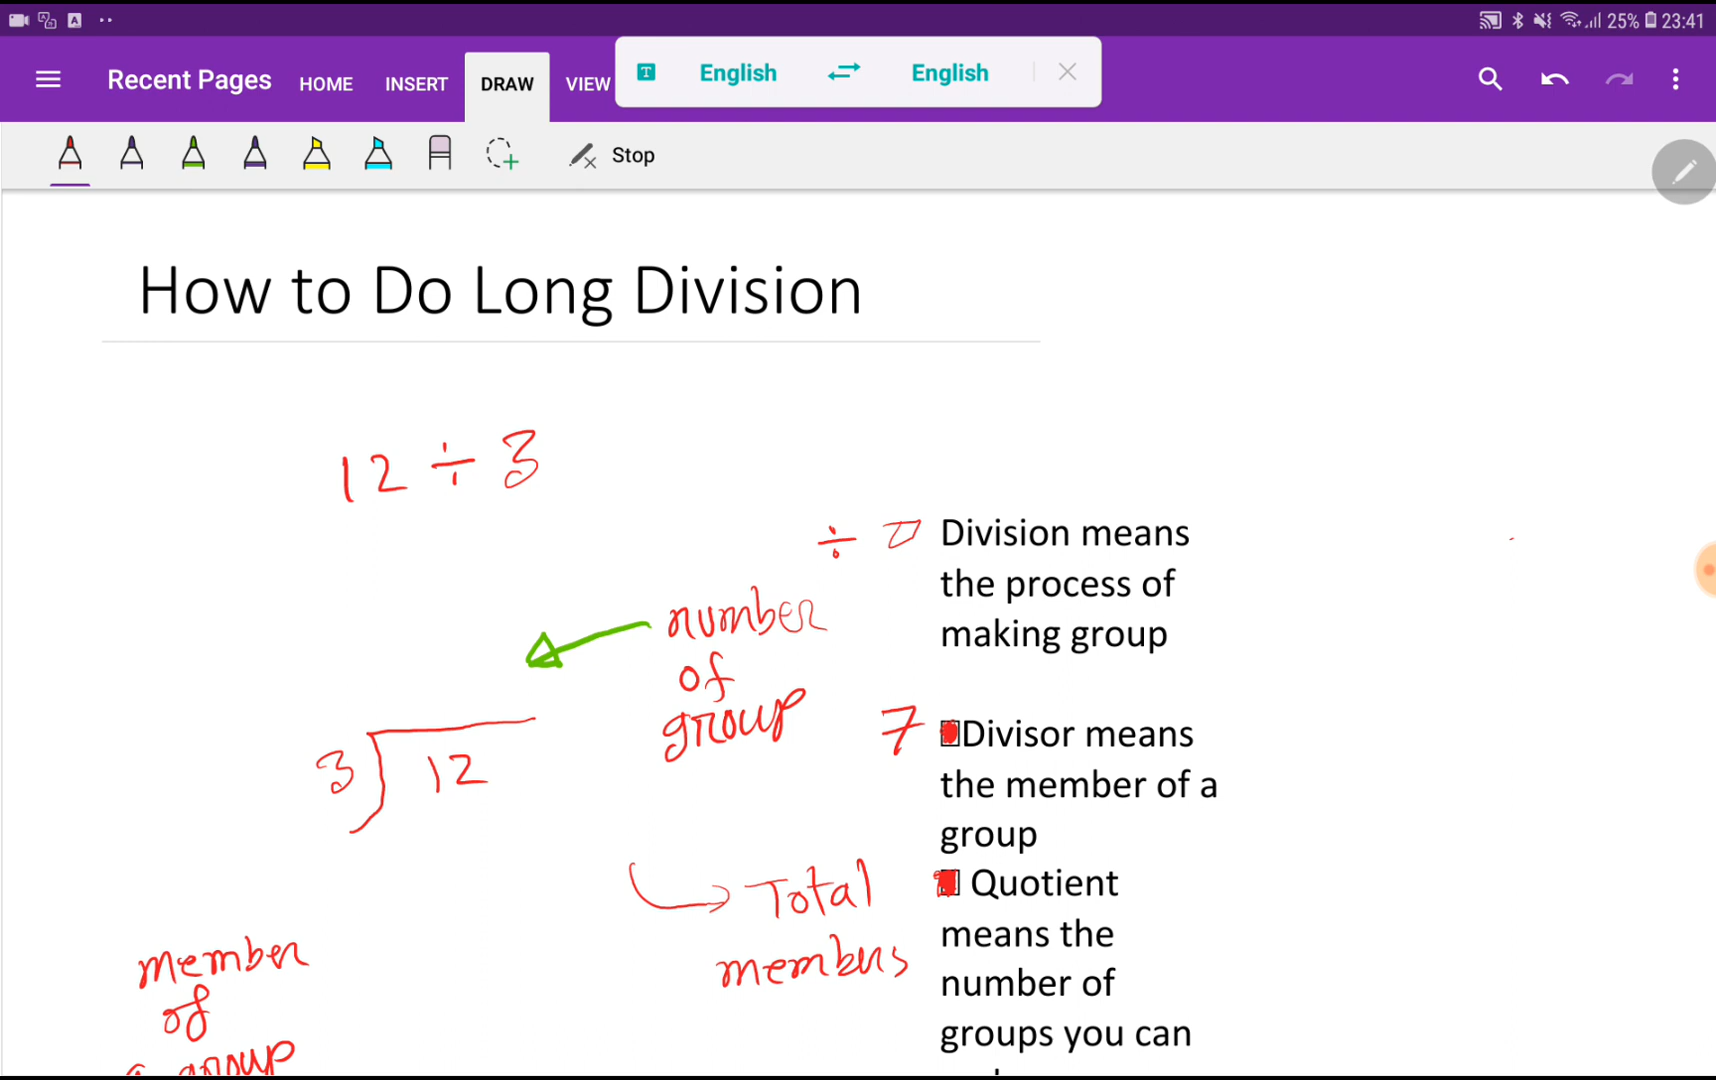 25% 23:41
Recent Pages HOME INSERT DRAW VIEW
English English
Stop
How to Do Long Division
12 ÷ 3
÷ Division means
the process of
making group
number
of
group
7 Divisor means
the member of a
group
3 12
Total
members
Quotient
means the
number of
groups you can
member
of
a group